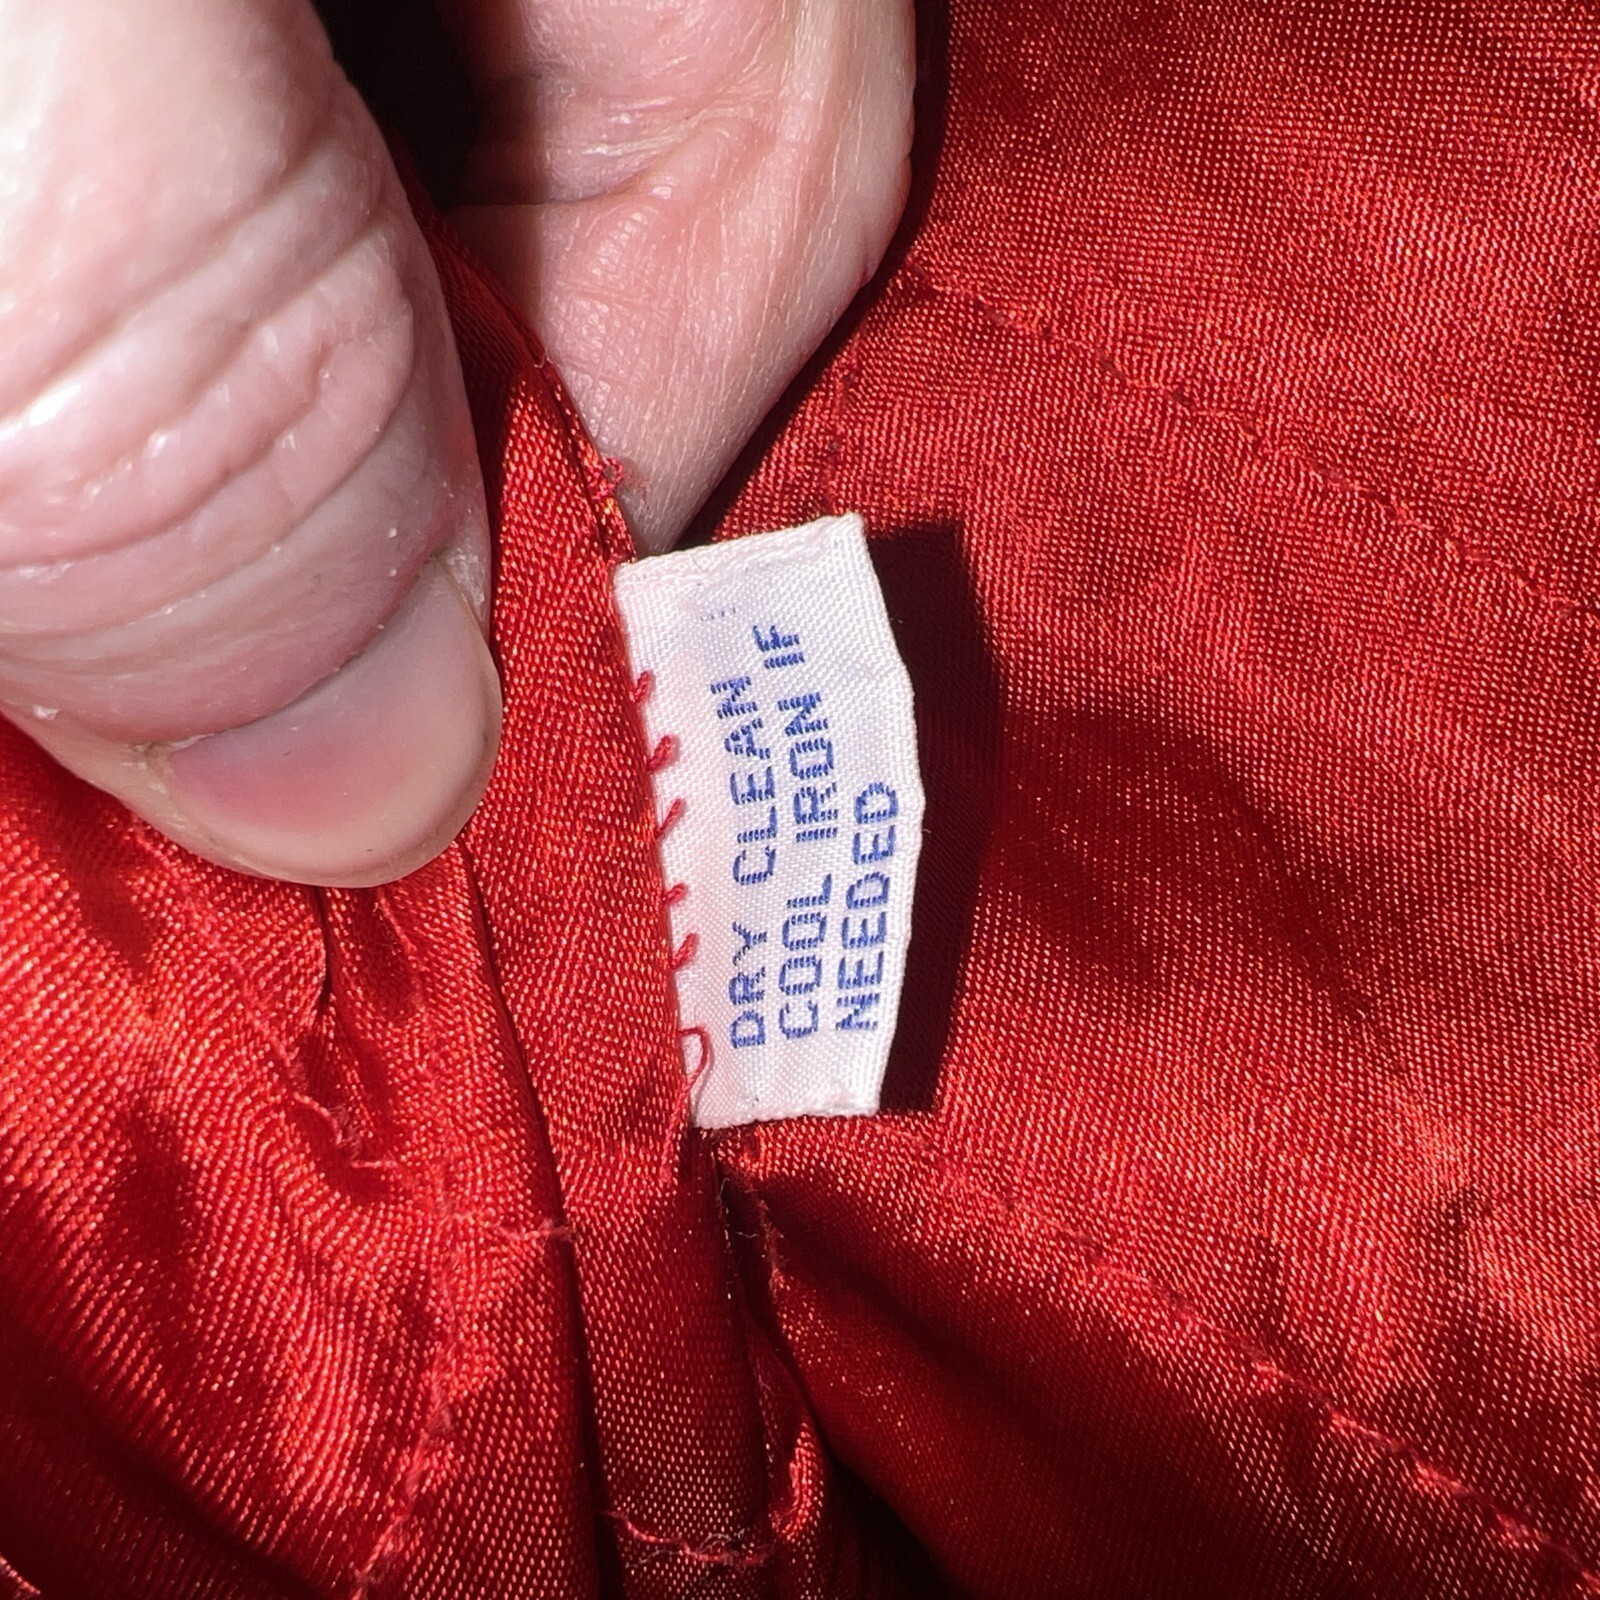 DRY CLEAN
COOL IRON IF
NEEDED